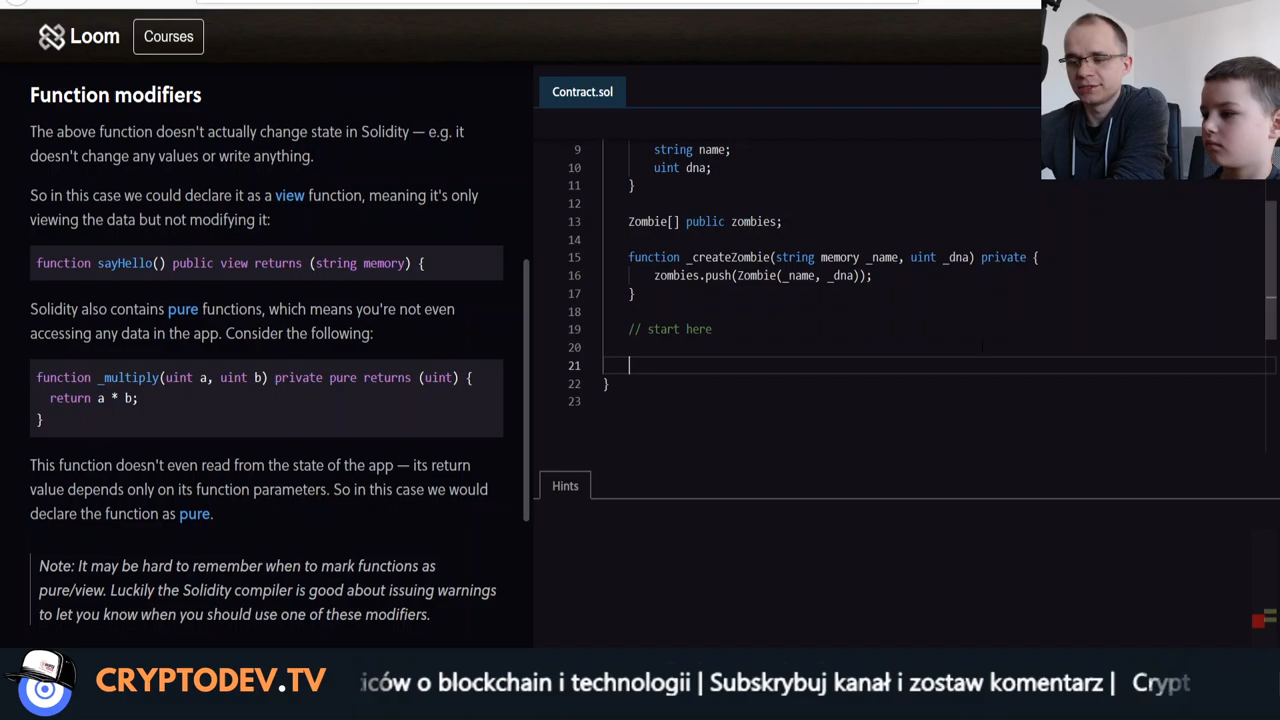 Loom
Courses
Function modifiers
The above function doesn't actually change state in Solidity — e.g. it
doesn't change any values or write anything.
So in this case we could declare it as a view function, meaning it's only
viewing the data but not modifying it:
function sayHello() public view returns (string memory) {
Solidity also contains pure functions, which means you're not even
accessing any data in the app. Consider the following:
function _multiply(uint a, uint b) private pure returns (uint) {
return a * b;
}
This function doesn't even read from the state of the app — its return
value depends only on its function parameters. So in this case we would
declare the function as pure.
Note: It may be hard to remember when to mark functions as
pure/view. Luckily the Solidity compiler is good about issuing warnings
to let you know when you should use one of these modifiers.
Contract.sol
9 string name;
10 uint dna;
11 }
12
13 Zombie[] public zombies;
14
15 function _createZombie(string memory _name, uint _dna) private {
16 zombies.push(Zombie(_name, _dna));
17 }
18
19 // start here
20
21
22 }
23
Hints
CRYPTODEV.TV
iców o blockchain i technologii | Subskrybuj kanał i zostaw komentarz | Crypt